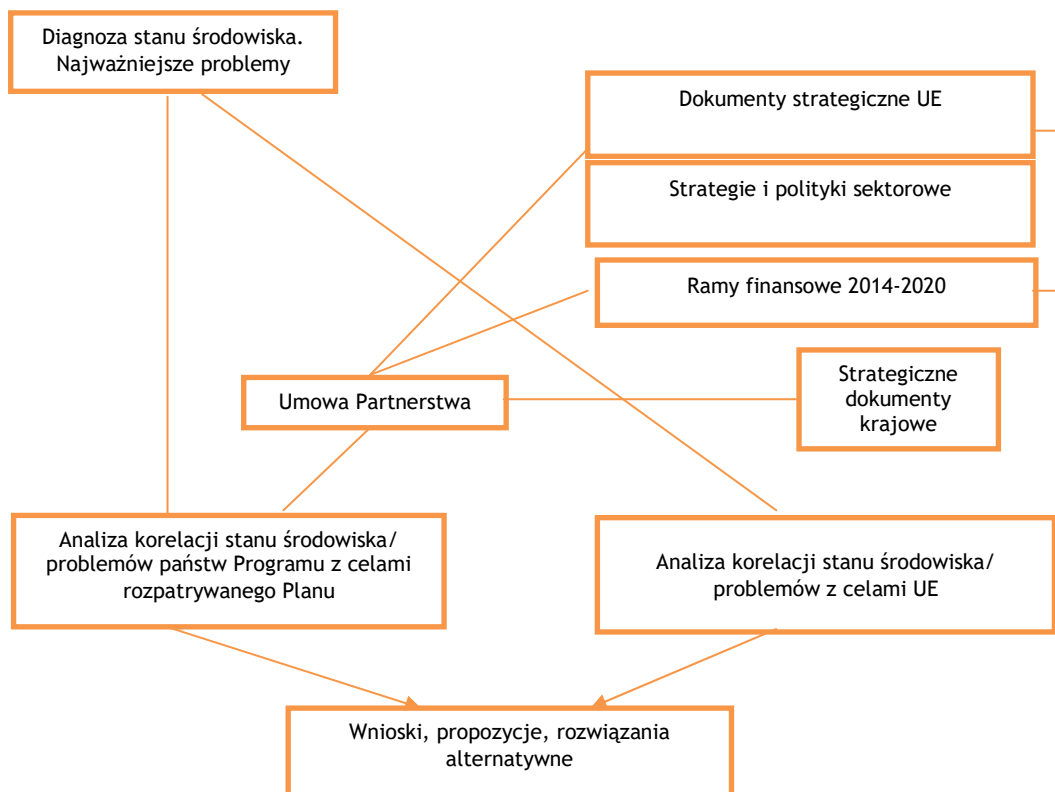 Diagnoza stanu środowiska.
Najważniejsze problemy
Dokumenty strategiczne UE
Strategie i polityki sektorowe
Ramy finansowe 2014-2020
Umowa Partnerstwa
Strategiczne
dokumenty
krajowe
Analiza korelacji stanu środowiska/
problemów państw Programu z celami
rozpatrywanego Planu
Analiza korelacji stanu środowiska/
problemów z celami UE
Wnioski, propozycje, rozwiązania
alternatywne